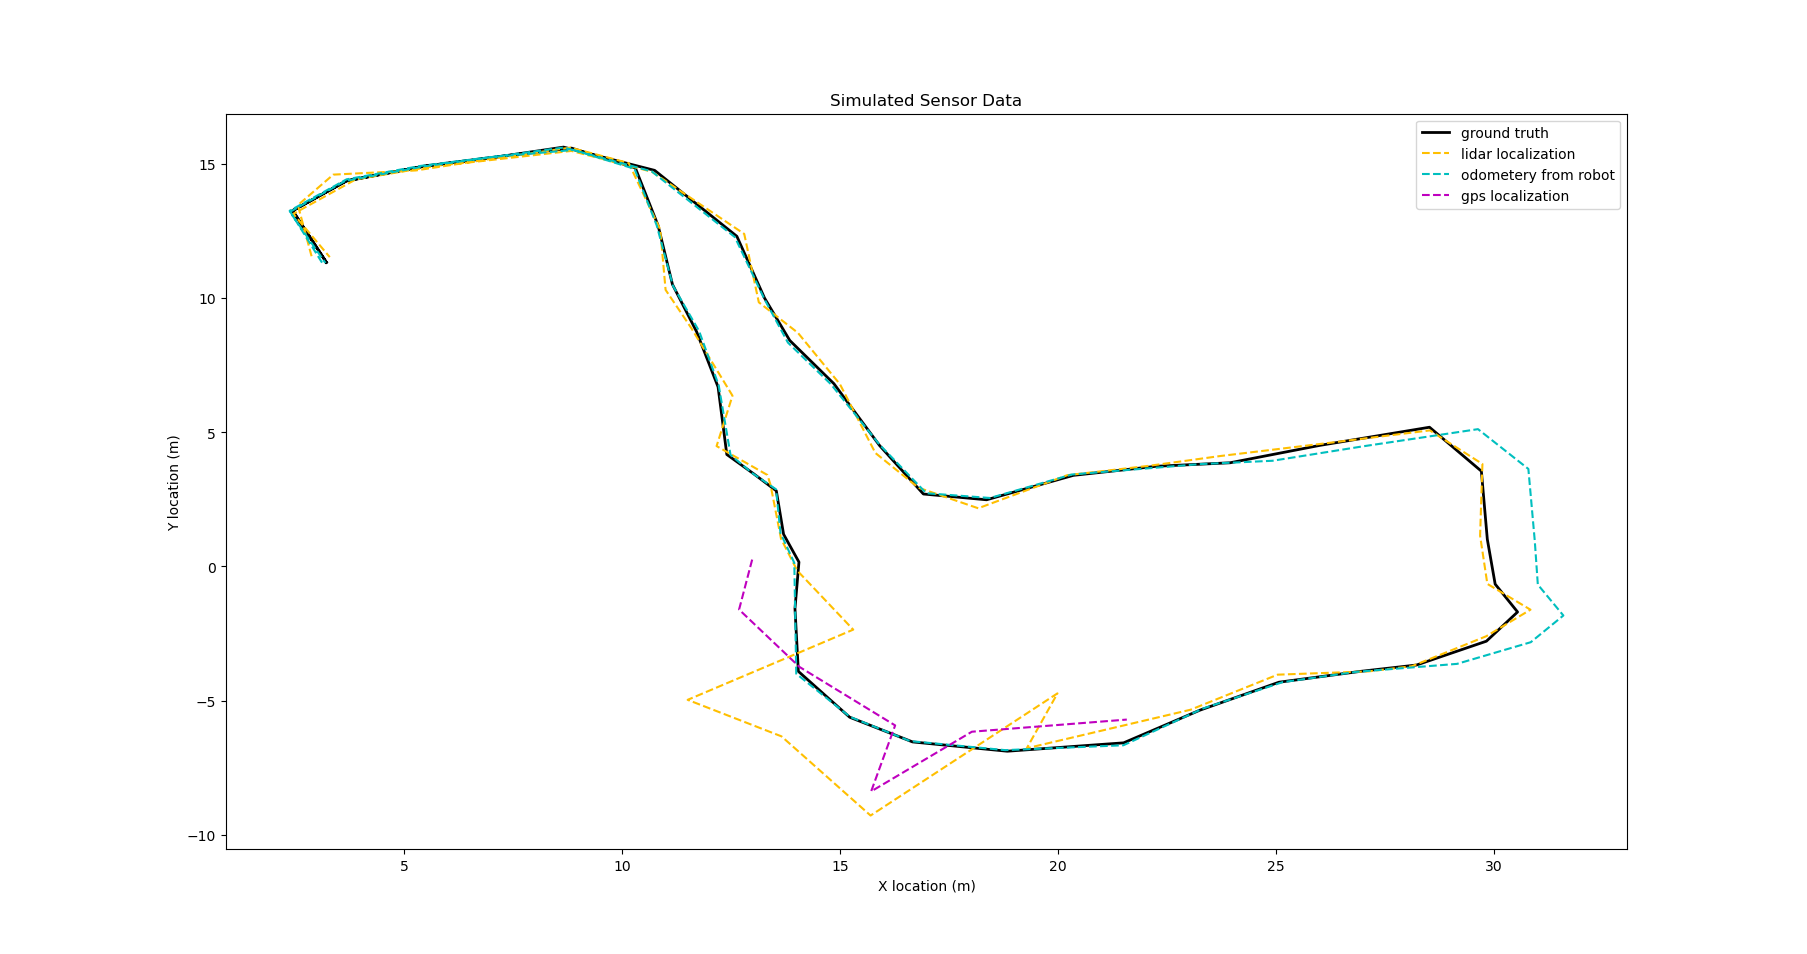 Simulated Sensor Data
ground truth
lidar localization
odometery from robot
gps localization
15
10
5
0
−5
−10
Y location (m)
5
10
15
20
25
30
X location (m)